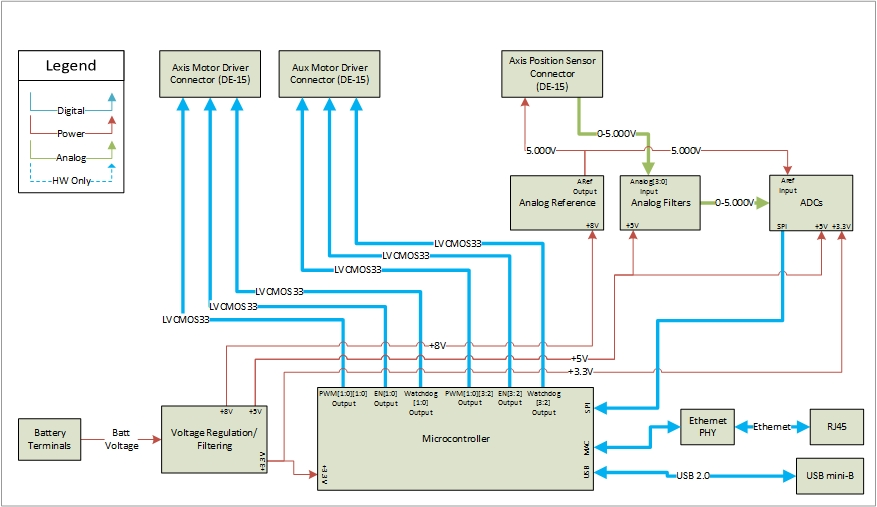 Legend
Digital
Power
Analog
HW Only
Axis Motor Driver
Connector (DE-15)
Aux Motor Driver
Connector (DE-15)
Axis Position Sensor
Connector
(DE-15)
0-5.000V
5.000V
5.000V
ARef
Output
Analog Reference
+8V
Analog[3:0]
Input
Analog Filters
+5V
0-5.000V
Aref
Input
ADCs
SPI
+5V
+3.3V
LVCMOS33
LVCMOS33
LVCMOS33
LVCMOS33
LVCMOS33
LVCMOS33
+8V
+5V
+3.3V
Battery
Terminals
Batt
Voltage
+8V
+5V
Voltage Regulation/
Filtering
+3.3V
PWM[1:0][1:0]
Output
EN[1:0]
Output
Watchdog
[1:0]
Output
PWM[1:0][3:2]
Output
EN[3:2]
Output
Watchdog
[3:2]
Output
Microcontroller
+3.3V
SPI
MAC
USB
Ethernet
PHY
Ethernet
RJ45
USB 2.0
USB mini-B